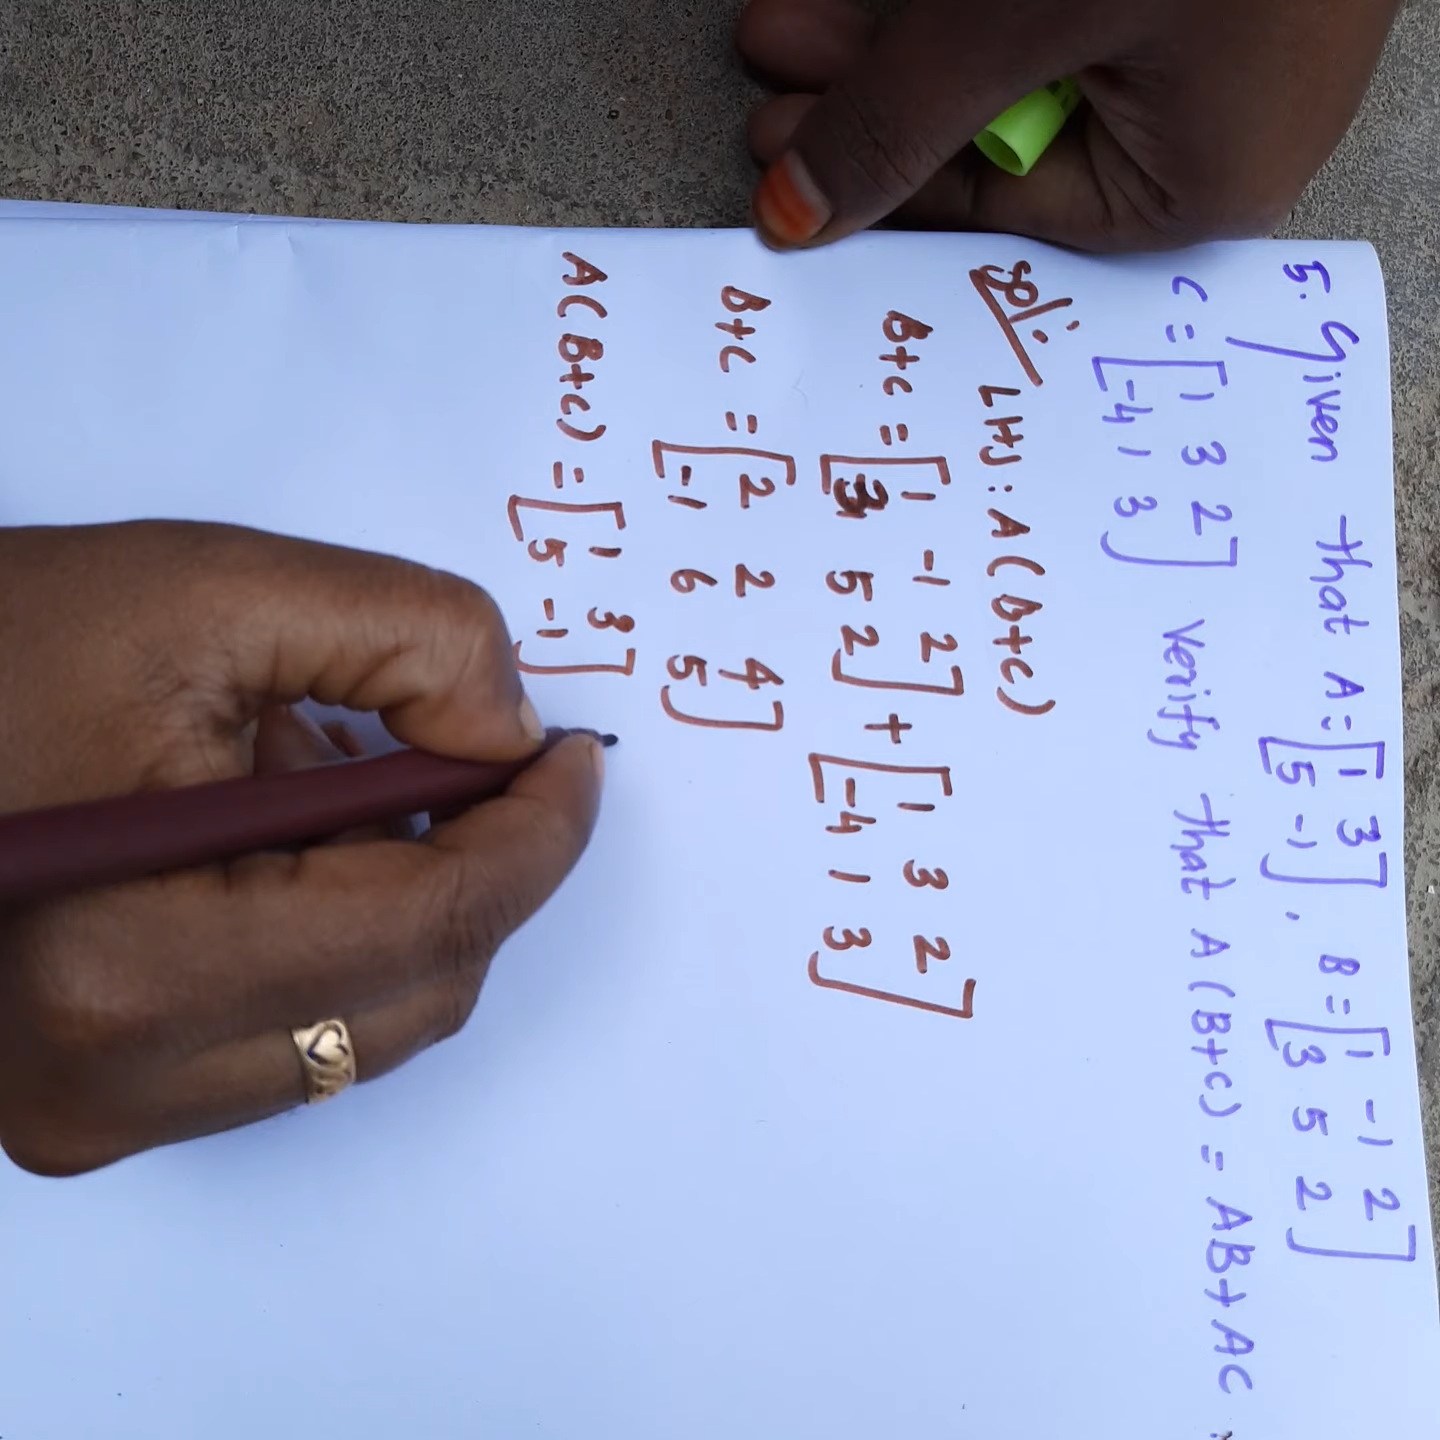 5. Given that A = [1 3
5 -1], B = [1 -1 2
3 5 2]
C = [1 3 2
-4 1 3] verify that A(B+C) = AB+AC
Sol:
LHS: A(B+C)
B+C = [1 -1 2
3 5 2] + [1 3 2
-4 1 3]
B+C = [2 2 4
-1 6 5]
A(B+C) = [1 3
5 -1]